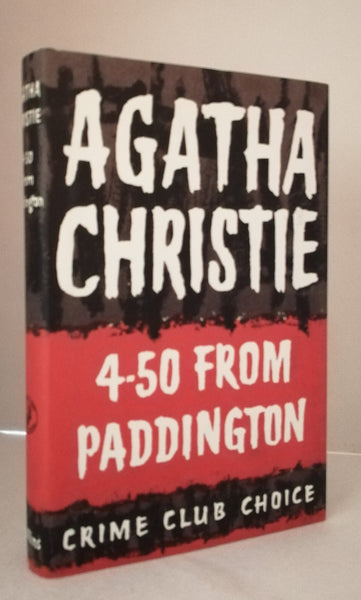 AGATHA
CHRISTIE
4-50 FROM
PADDINGTON
CRIME CLUB CHOICE